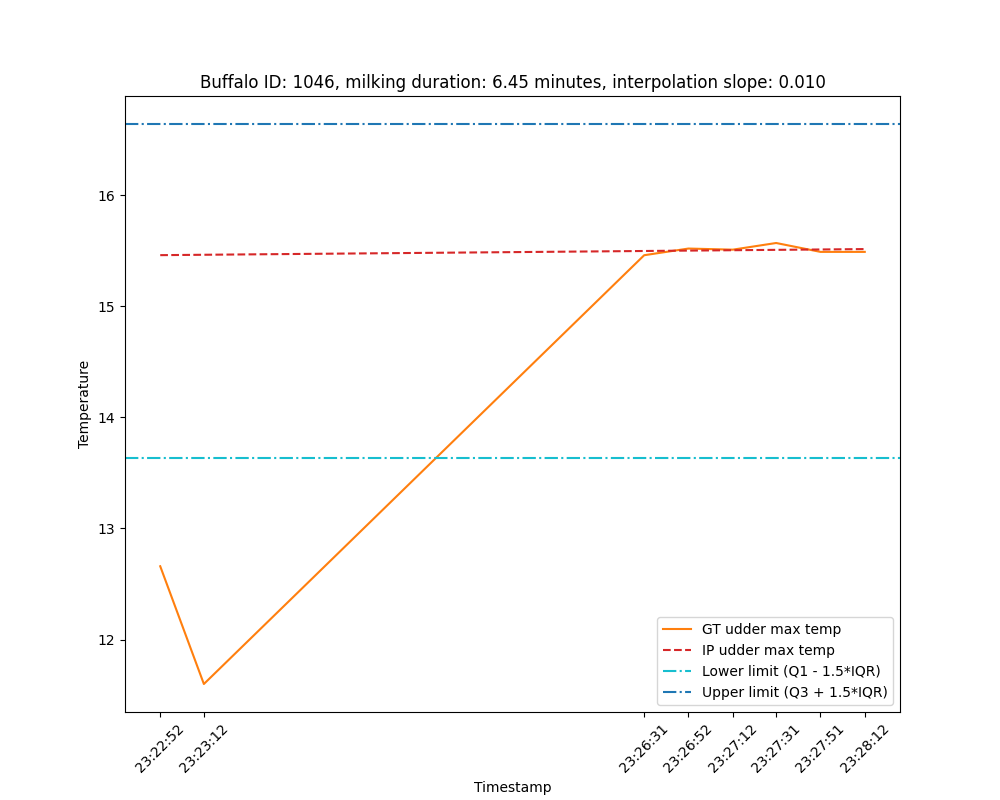 Buffalo ID: 1046, milking duration: 6.45 minutes, interpolation slope: 0.010
16
15
14
13
12
Temperature
GT udder max temp
IP udder max temp
Lower limit (Q1 - 1.5*IQR)
Upper limit (Q3 + 1.5*IQR)
23:22:52
23:23:12
23:26:31
23:26:52
23:27:12
23:27:31
23:27:51
23:28:12
Timestamp